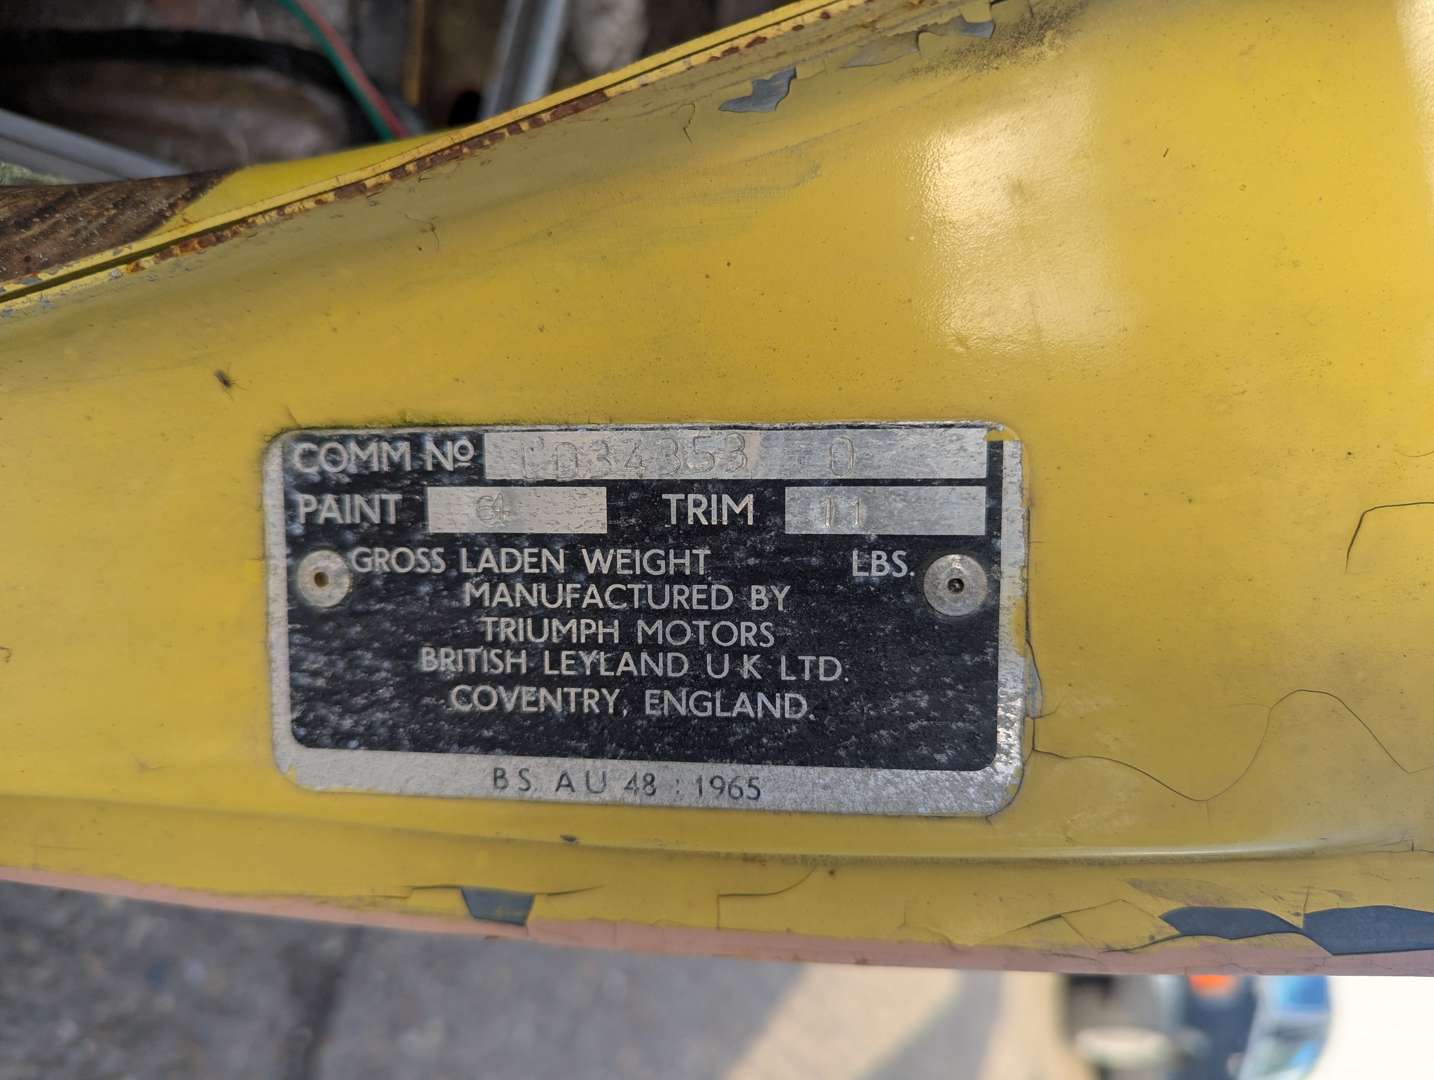 COMM Nº CD34353 O
PAINT 64 TRIM 11
GROSS LADEN WEIGHT LBS.
MANUFACTURED BY
TRIUMPH MOTORS
BRITISH LEYLAND U·K LTD.
COVENTRY, ENGLAND.
BS AU 48 : 1965